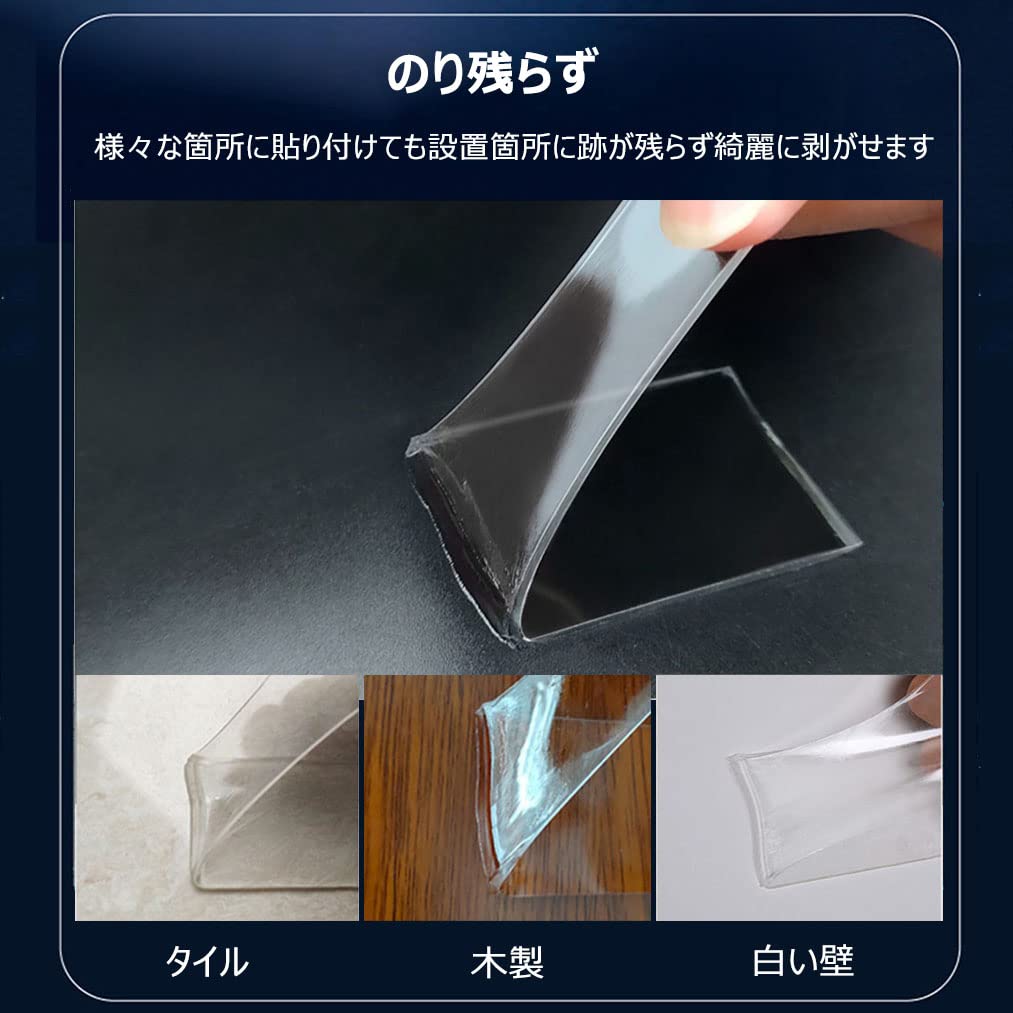 のり残らず
様々な箇所に貼り付けても設置箇所に跡が残らず綺麗に剥がせます
タイル
木製
白い壁